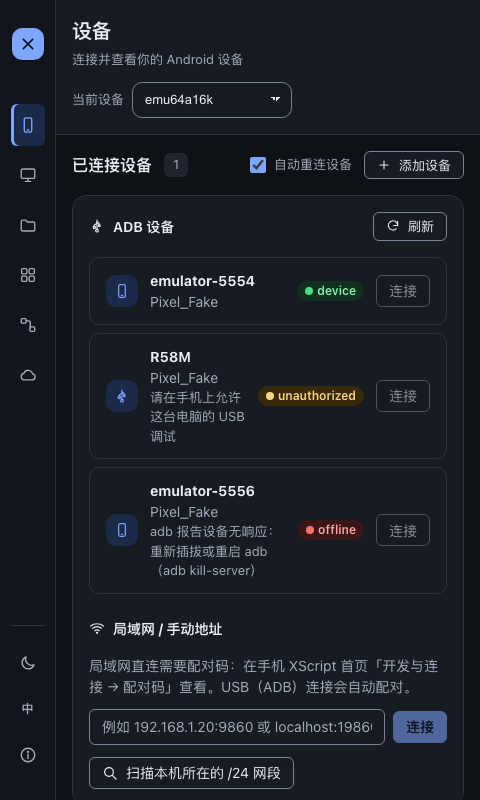 设备
连接并查看你的 Android 设备
当前设备 emu64a16k
已连接设备 1 自动重连设备 添加设备
ADB 设备 刷新
emulator-5554
Pixel_Fake
device 连接
R58M
Pixel_Fake
请在手机上允许
这台电脑的 USB
调试
unauthorized 连接
emulator-5556
Pixel_Fake
adb 报告设备无响应：
重新插拔或重启 adb
（adb kill-server）
offline 连接
局域网 / 手动地址
局域网直连需要配对码：在手机 XScript 首页「开发与连
接 → 配对码」查看。USB（ADB）连接会自动配对。
例如 192.168.1.20:9860 或 localhost:1986 连接
扫描本机所在的 /24 网段
中